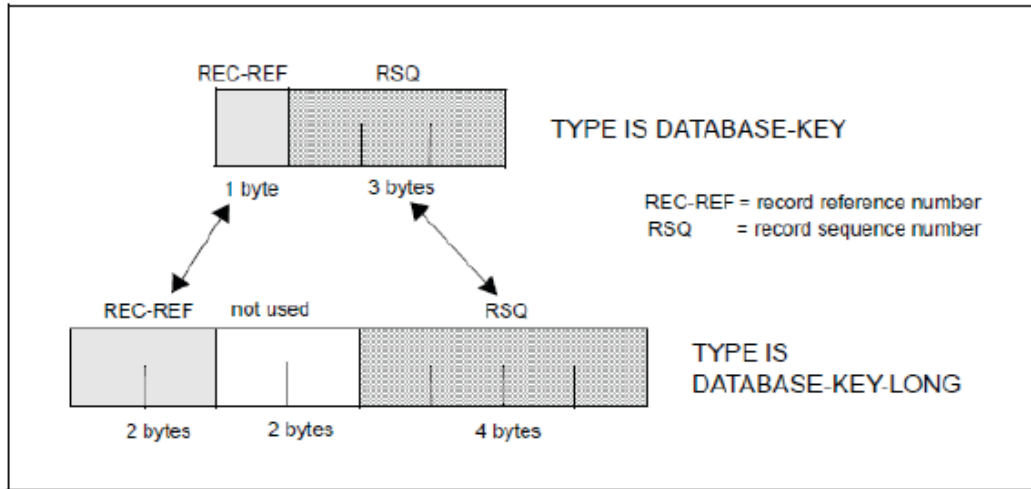 REC-REF RSQ
TYPE IS DATABASE-KEY
1 byte 3 bytes
REC-REF = record reference number
RSQ = record sequence number
REC-REF not used RSQ
TYPE IS
DATABASE-KEY-LONG
2 bytes 2 bytes 4 bytes